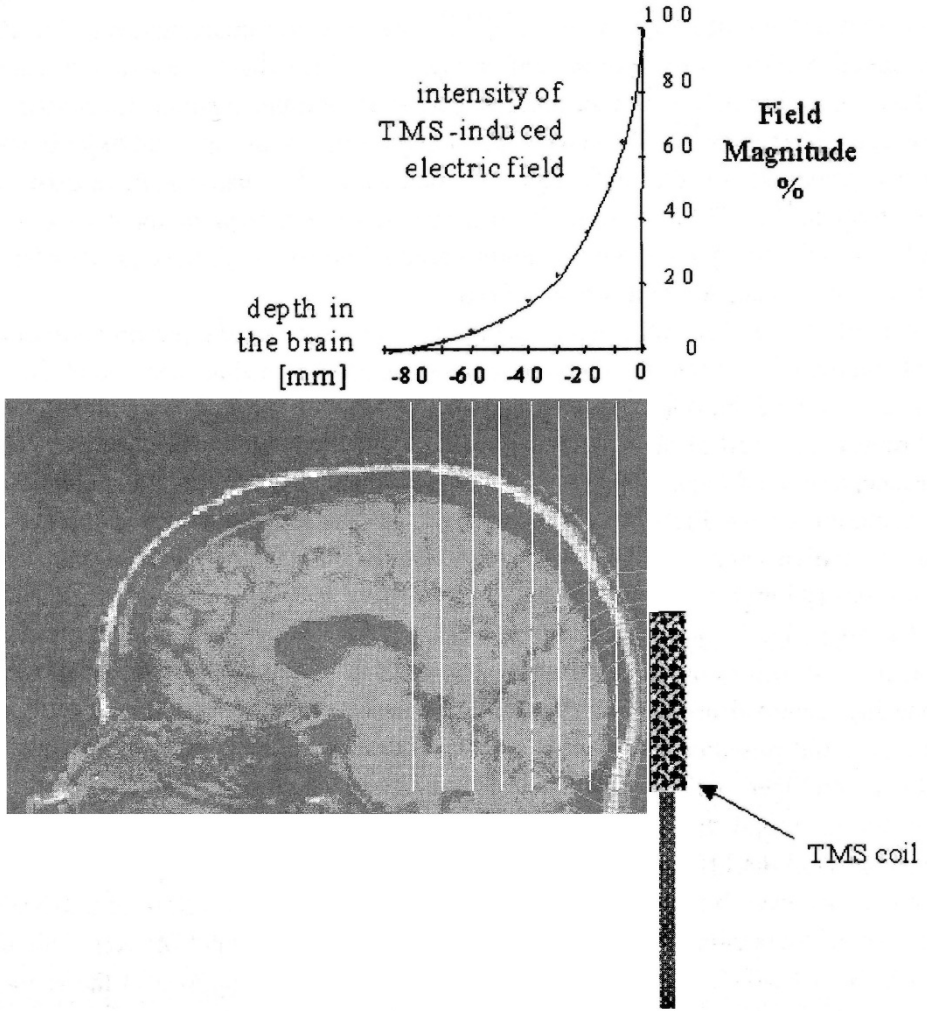 100
80
60
40
20
0
intensity of
TMS-induced
electric field
Field
Magnitude
%
depth in
the brain
[mm]
-80 -60 -40 -20 0
TMS coil